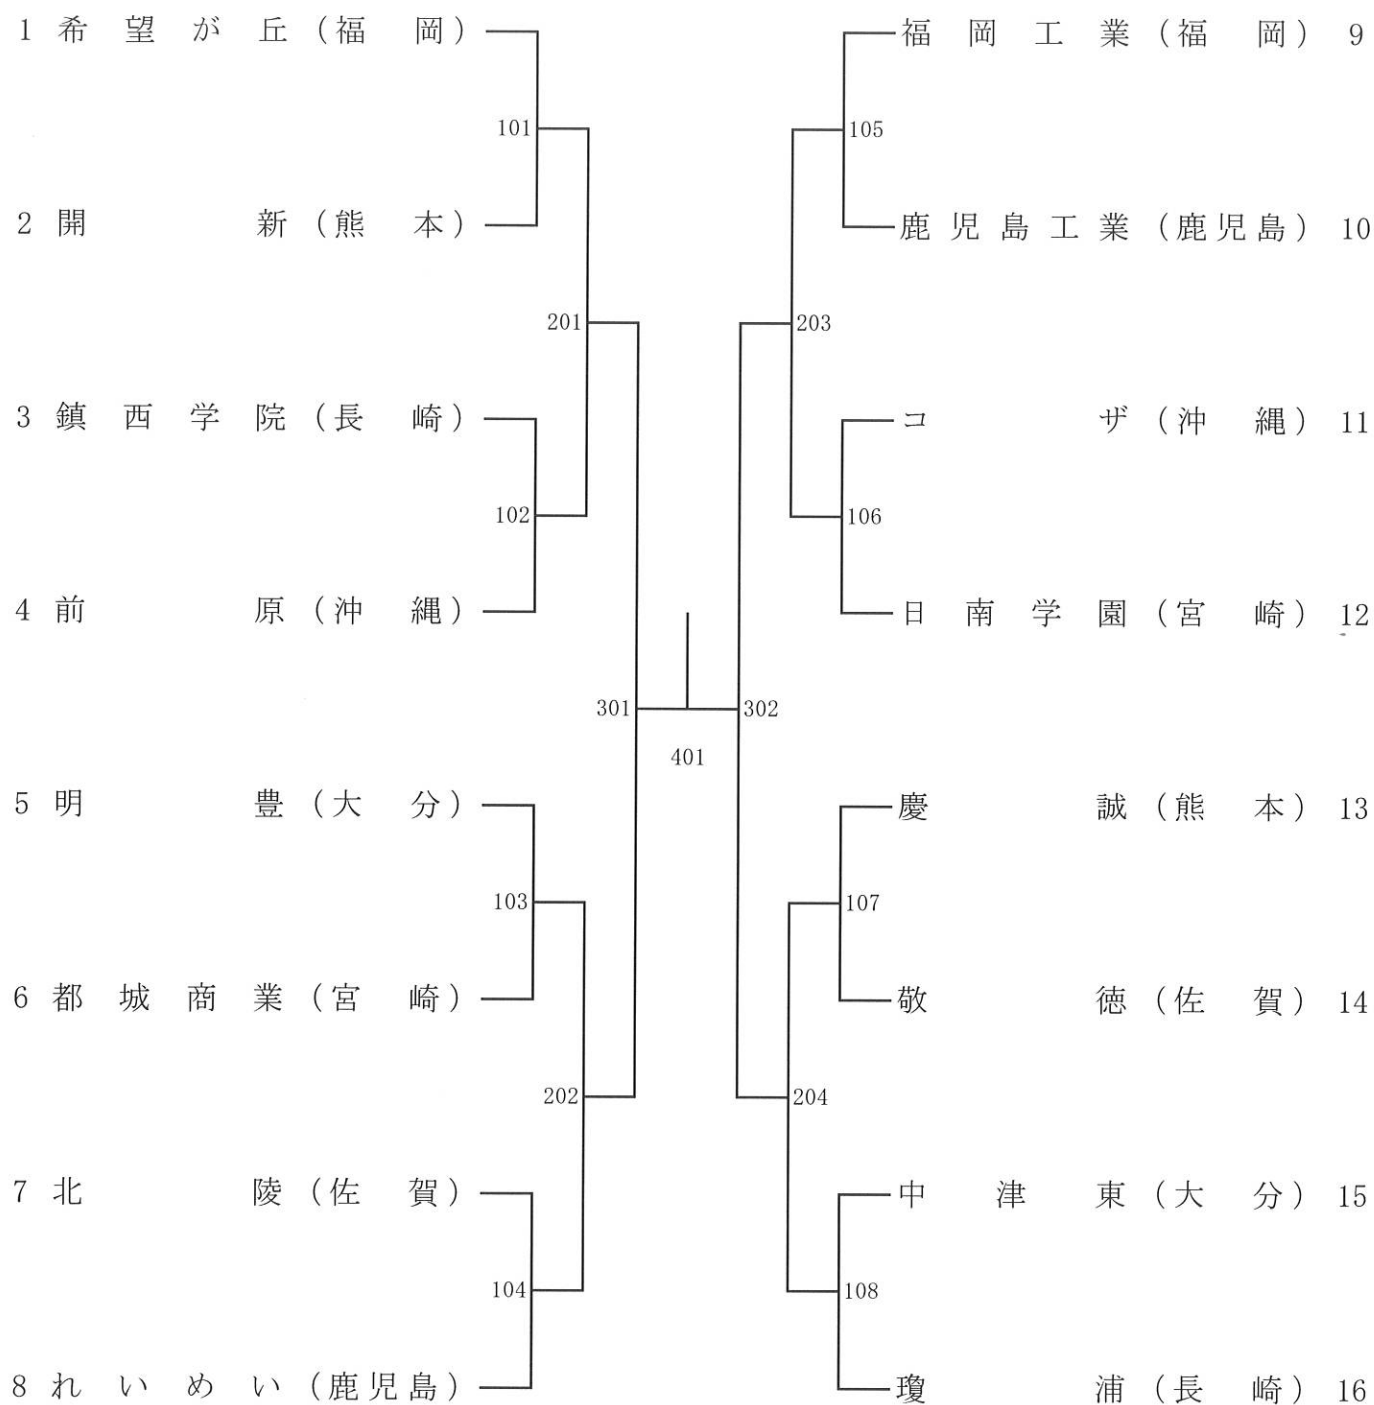 1 希望が丘(福岡)
101
2 開新(熊本)
201
3 鎮西学院(長崎)
102
4 前原(沖縄)
301
5 明豊(大分)
103
6 都城商業(宮崎)
202
7 北陵(佐賀)
104
8 れいめい(鹿児島)
401
福岡工業(福岡) 9
105
鹿児島工業(鹿児島) 10
203
コザ(沖縄) 11
106
日南学園(宮崎) 12
302
慶誠(熊本) 13
107
敬徳(佐賀) 14
204
中津東(大分) 15
108
瓊浦(長崎) 16